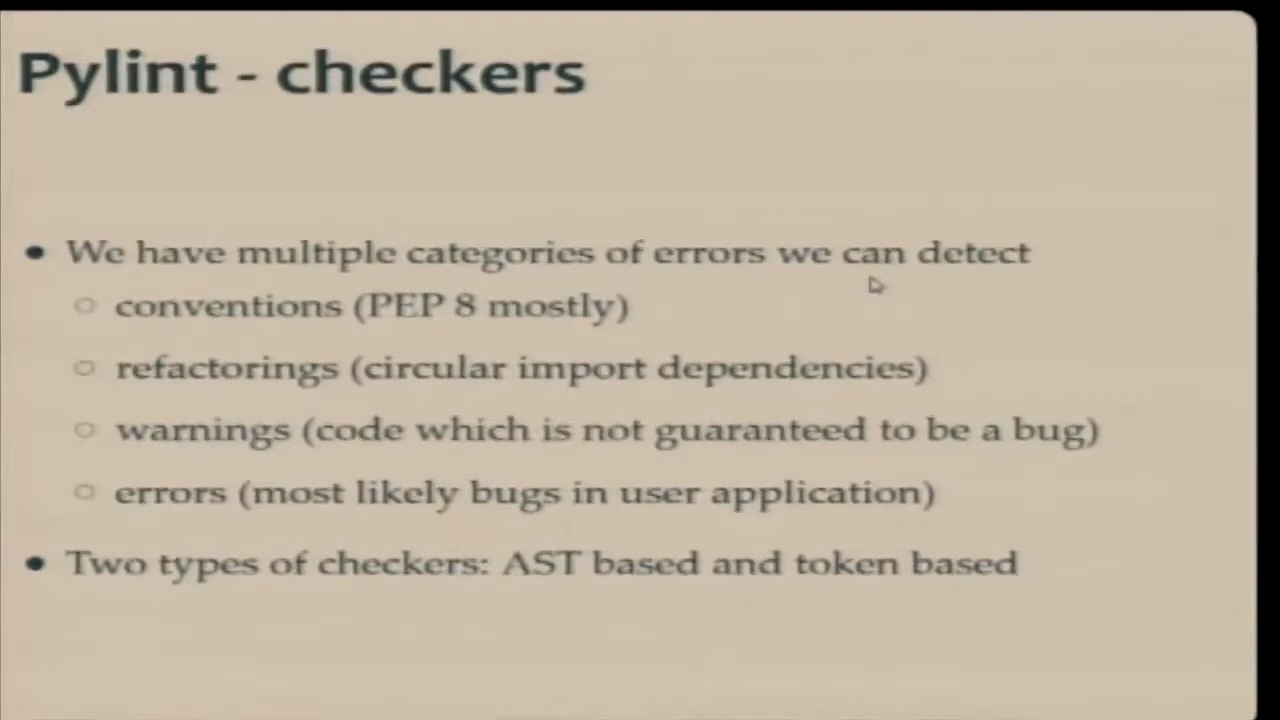 Pylint - checkers
We have multiple categories of errors we can detect
conventions (PEP 8 mostly)
refactorings (circular import dependencies)
warnings (code which is not guaranteed to be a bug)
errors (most likely bugs in user application)
Two types of checkers: AST based and token based